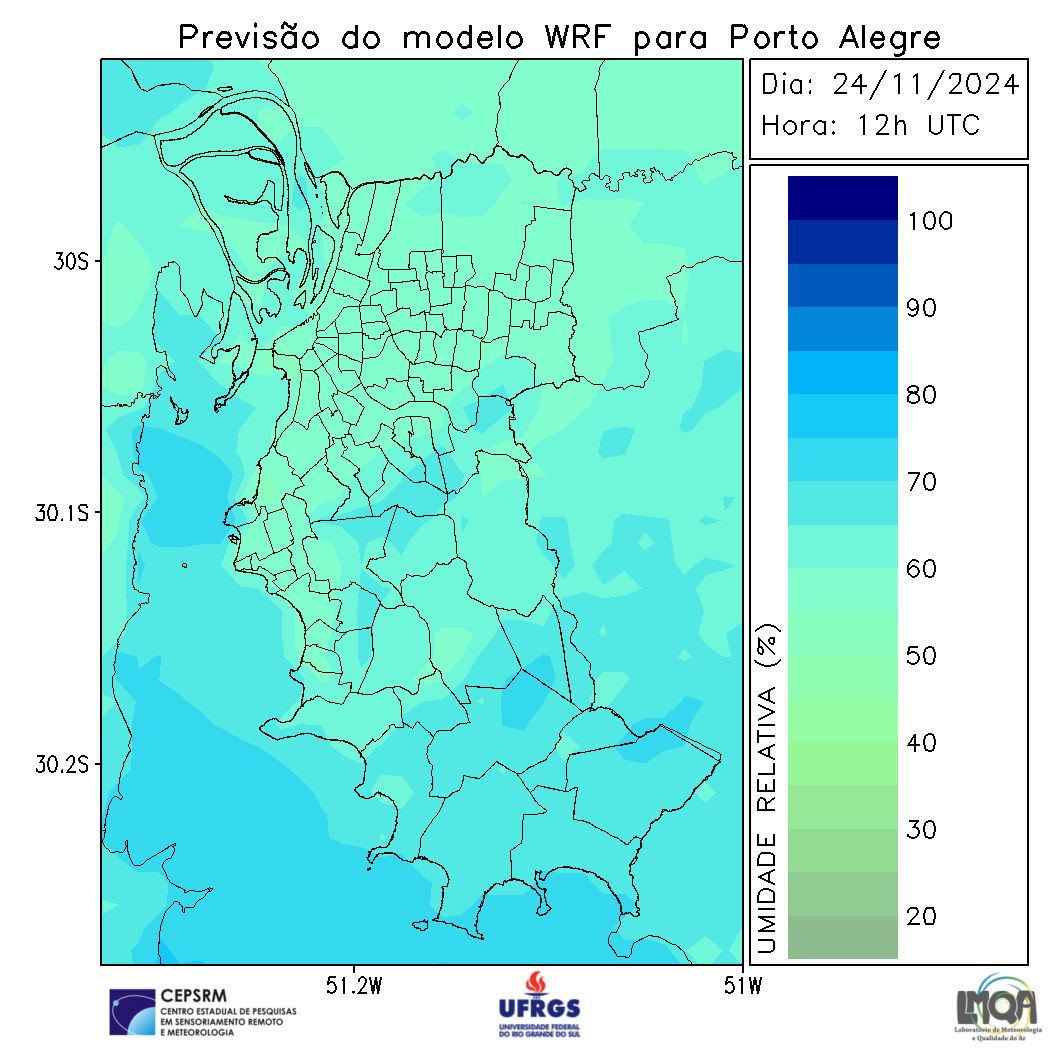 Previsão do modelo WRF para Porto Alegre
Dia: 24/11/2024
Hora: 12h UTC
100
90
80
70
60
50
40
30
20
UMIDADE RELATIVA (%)
30S
30.1S
30.2S
51.2W
51W
CEPSRM
CENTRO ESTADUAL DE PESQUISAS
EM SENSORIAMENTO REMOTO
E METEOROLOGIA
UFRGS
UNIVERSIDADE FEDERAL
DO RIO GRANDE DO SUL
LMQA
Laboratório de Meteorologia
e Qualidade do Ar